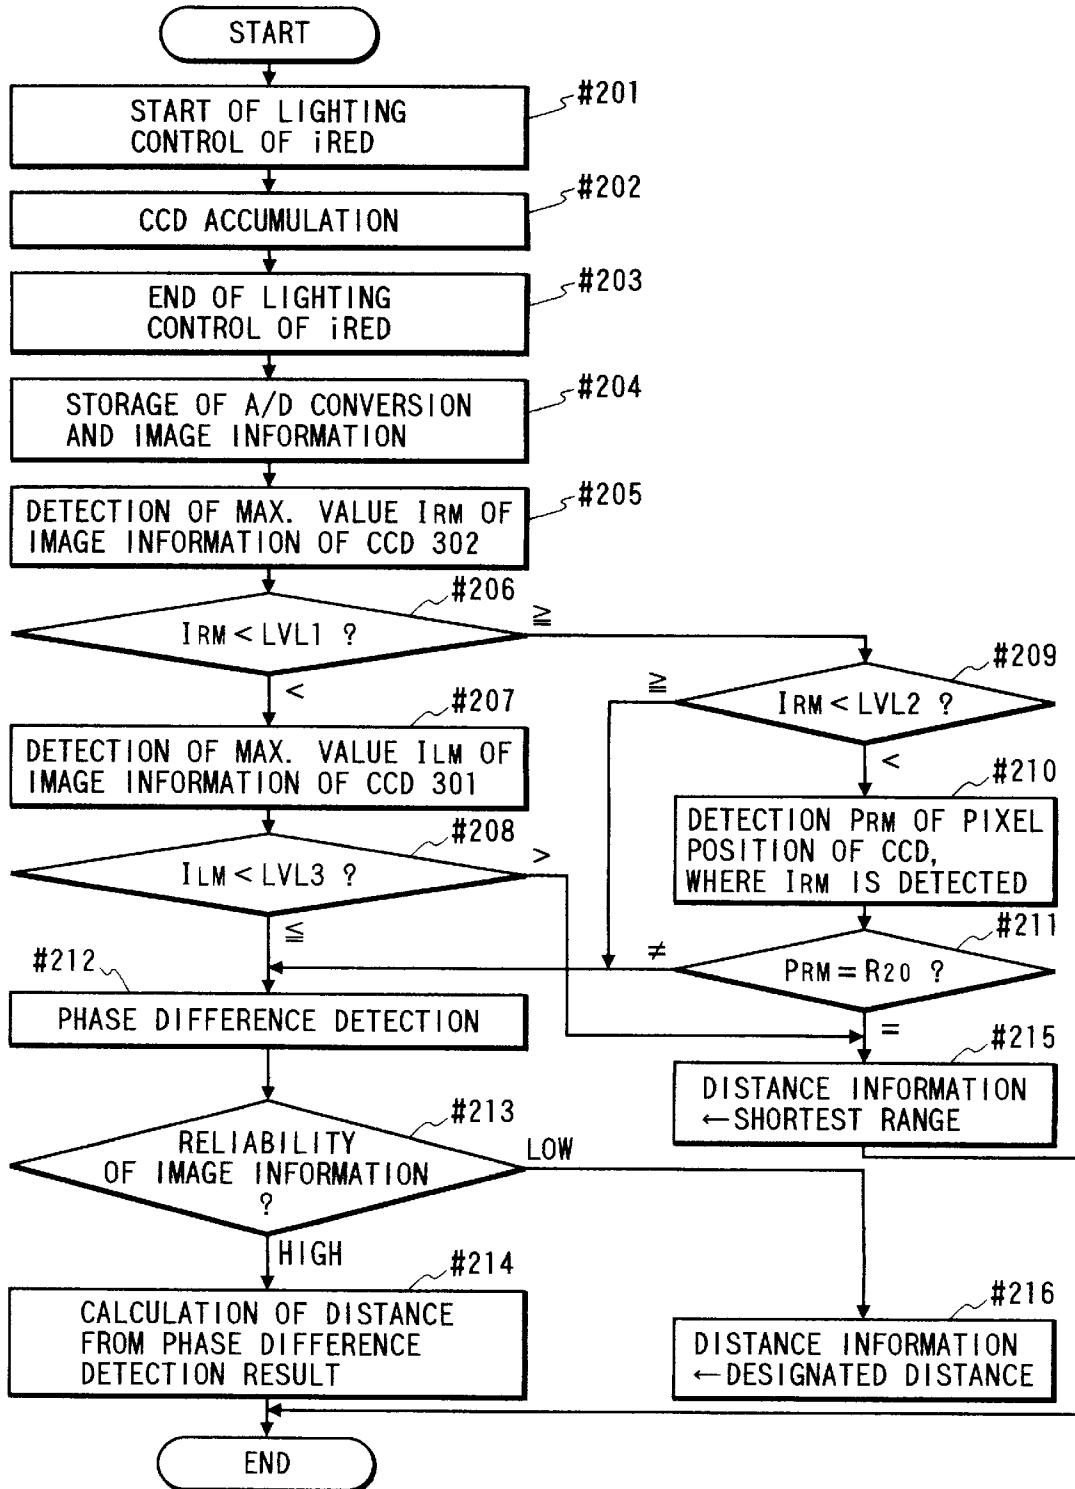 START
#201
START OF LIGHTING
CONTROL OF iRED
#202
CCD ACCUMULATION
#203
END OF LIGHTING
CONTROL OF iRED
#204
STORAGE OF A/D CONVERSION
AND IMAGE INFORMATION
#205
DETECTION OF MAX. VALUE IRM OF
IMAGE INFORMATION OF CCD 302
#206
IRM < LVL1 ?
≧
<
#209
IRM < LVL2 ?
≧
<
#207
DETECTION OF MAX. VALUE ILM OF
IMAGE INFORMATION OF CCD 301
#210
DETECTION PRM OF PIXEL
POSITION OF CCD,
WHERE IRM IS DETECTED
#208
ILM < LVL3 ?
>
≦
#211
PRM = R20 ?
≠
=
#212
PHASE DIFFERENCE DETECTION
#215
DISTANCE INFORMATION
←SHORTEST RANGE
#213
RELIABILITY
OF IMAGE INFORMATION
?
LOW
HIGH
#214
CALCULATION OF DISTANCE
FROM PHASE DIFFERENCE
DETECTION RESULT
#216
DISTANCE INFORMATION
←DESIGNATED DISTANCE
END